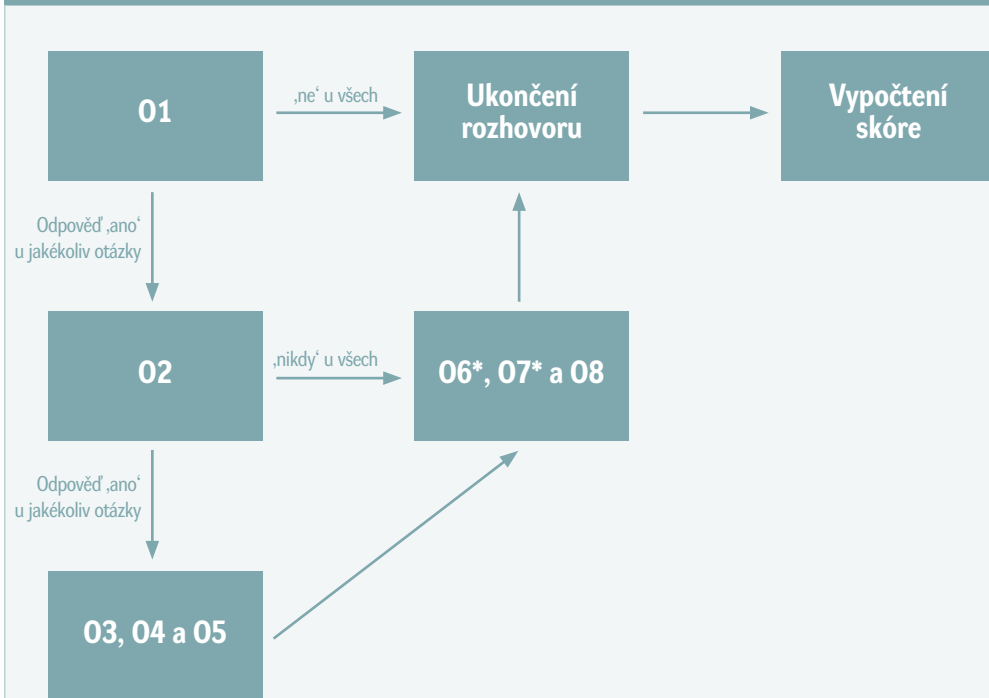 O1
‚ne‘ u všech
Ukončení
rozhovoru
Vypočtení
skóre
Odpověď ‚ano‘
u jakékoliv otázky
O2
‚nikdy‘ u všech
O6*, O7* a O8
Odpověď ‚ano‘
u jakékoliv otázky
O3, O4 a O5